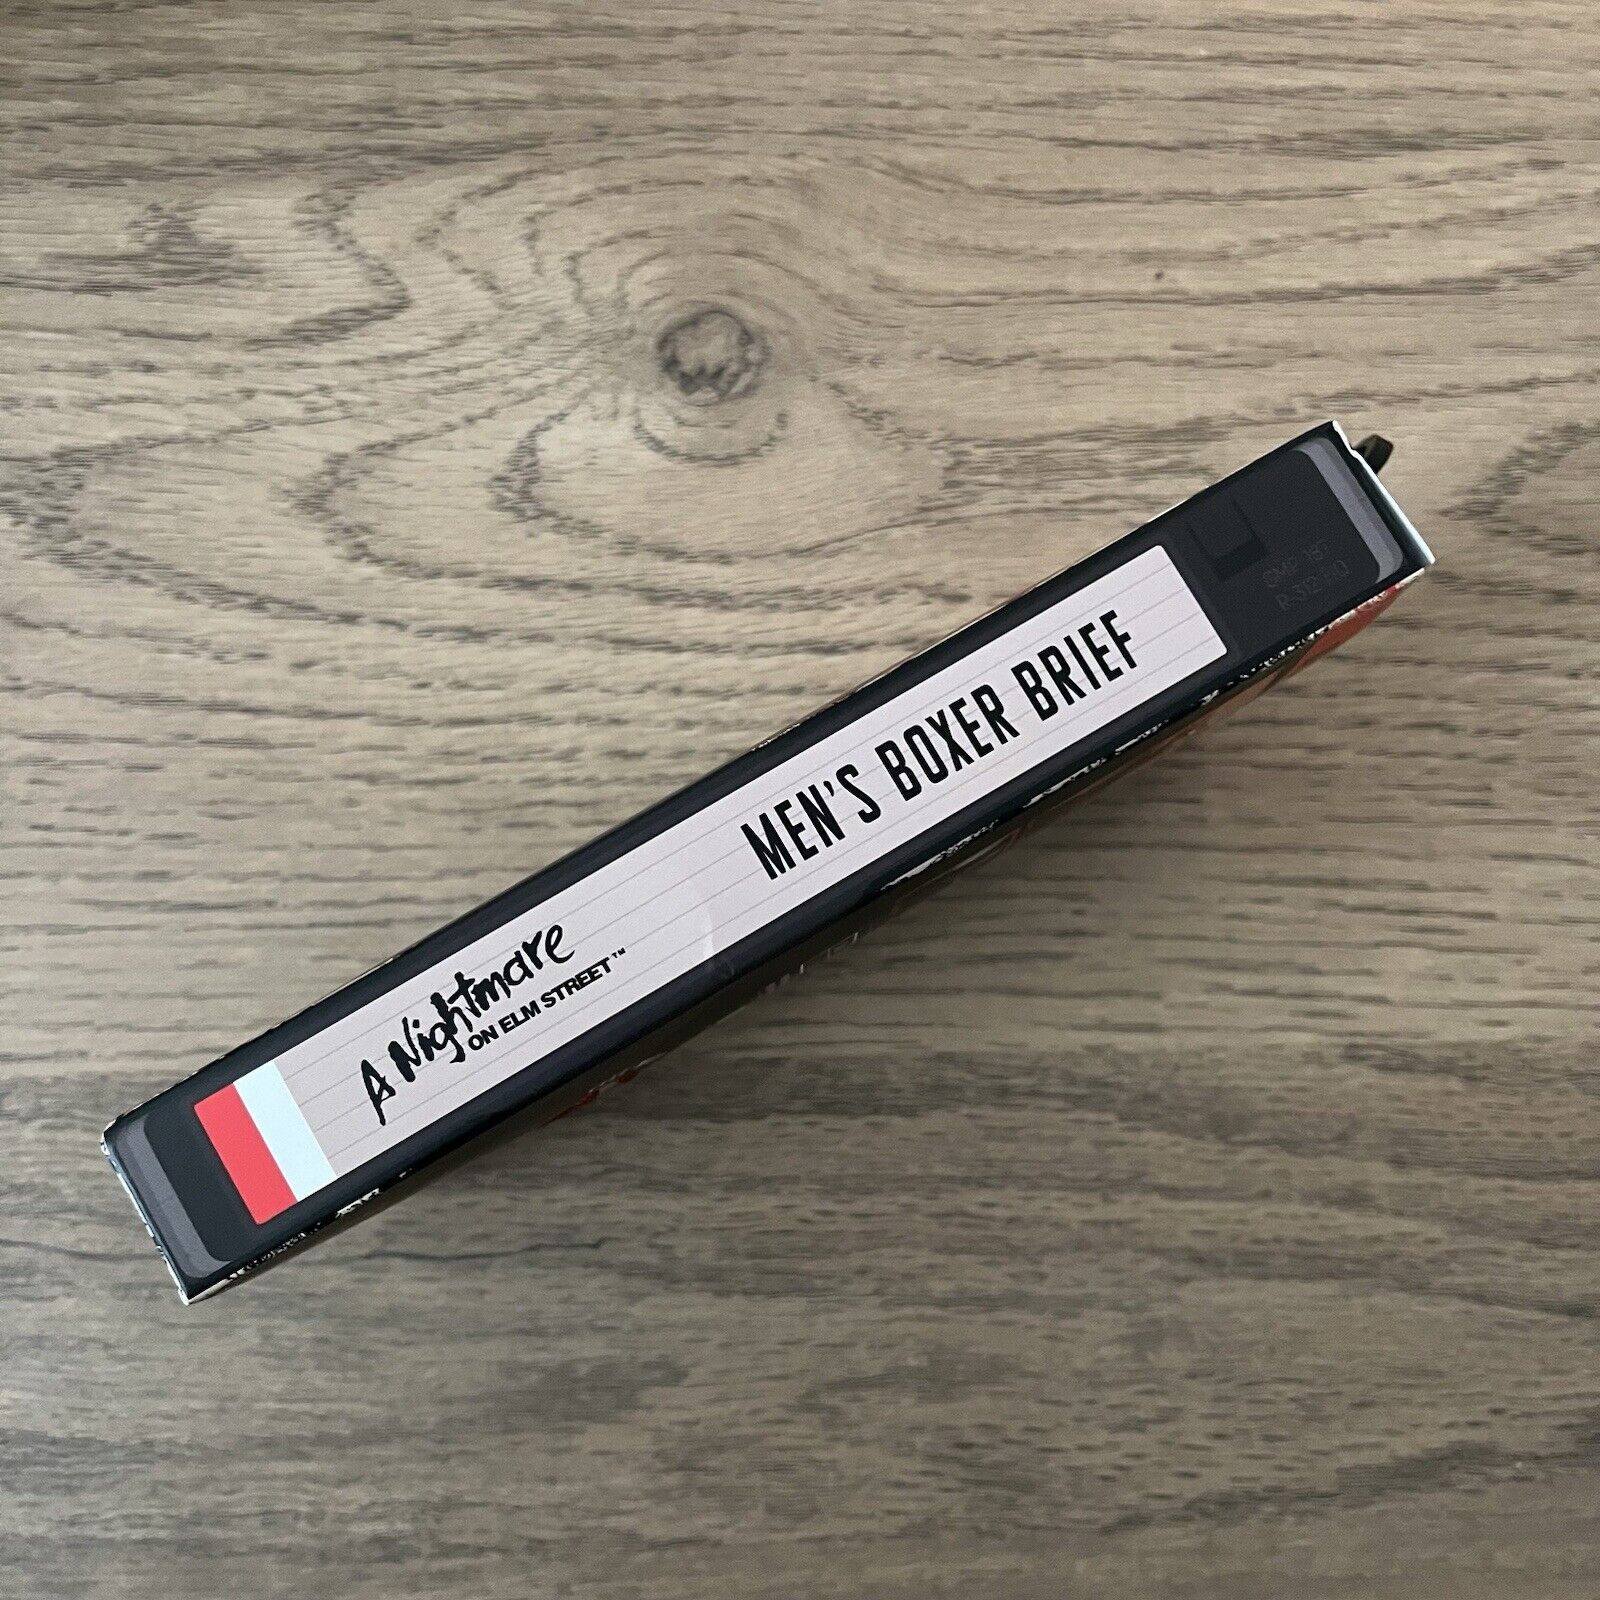 A Nightmare
ON ELM STREET™
MEN'S BOXER BRIEF